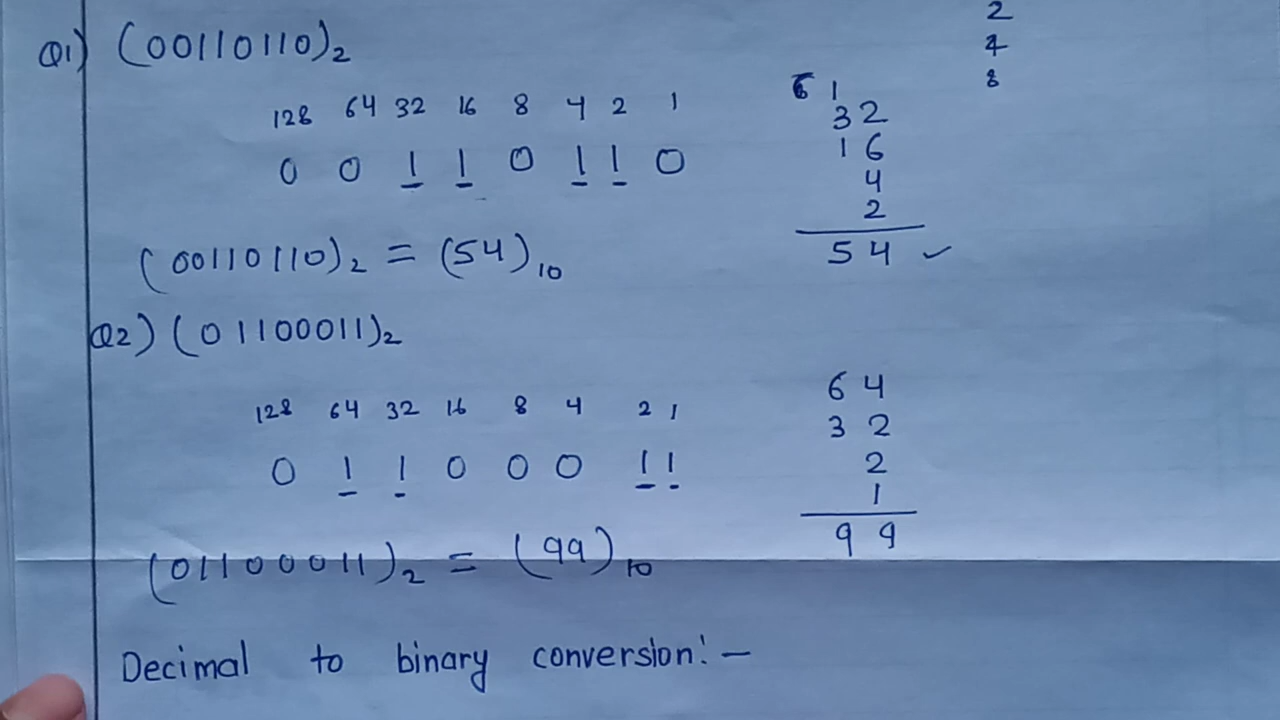 Q1) (00110110)₂
128 64 32 16 8 4 2 1
0 0 1 1 0 1 1 0
(00110110)₂ = (54)₁₀
2
4
8
6 1
32
16
4
2
54 ✓
Q2) (01100011)₂
128 64 32 16 8 4 2 1
0 1 1 0 0 0 1 1
(01100011)₂ = (99)₁₀
64
32
2
1
99
Decimal to binary conversion:-